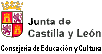 Junta de
Castilla y León
Consejería de Educación y Cultura